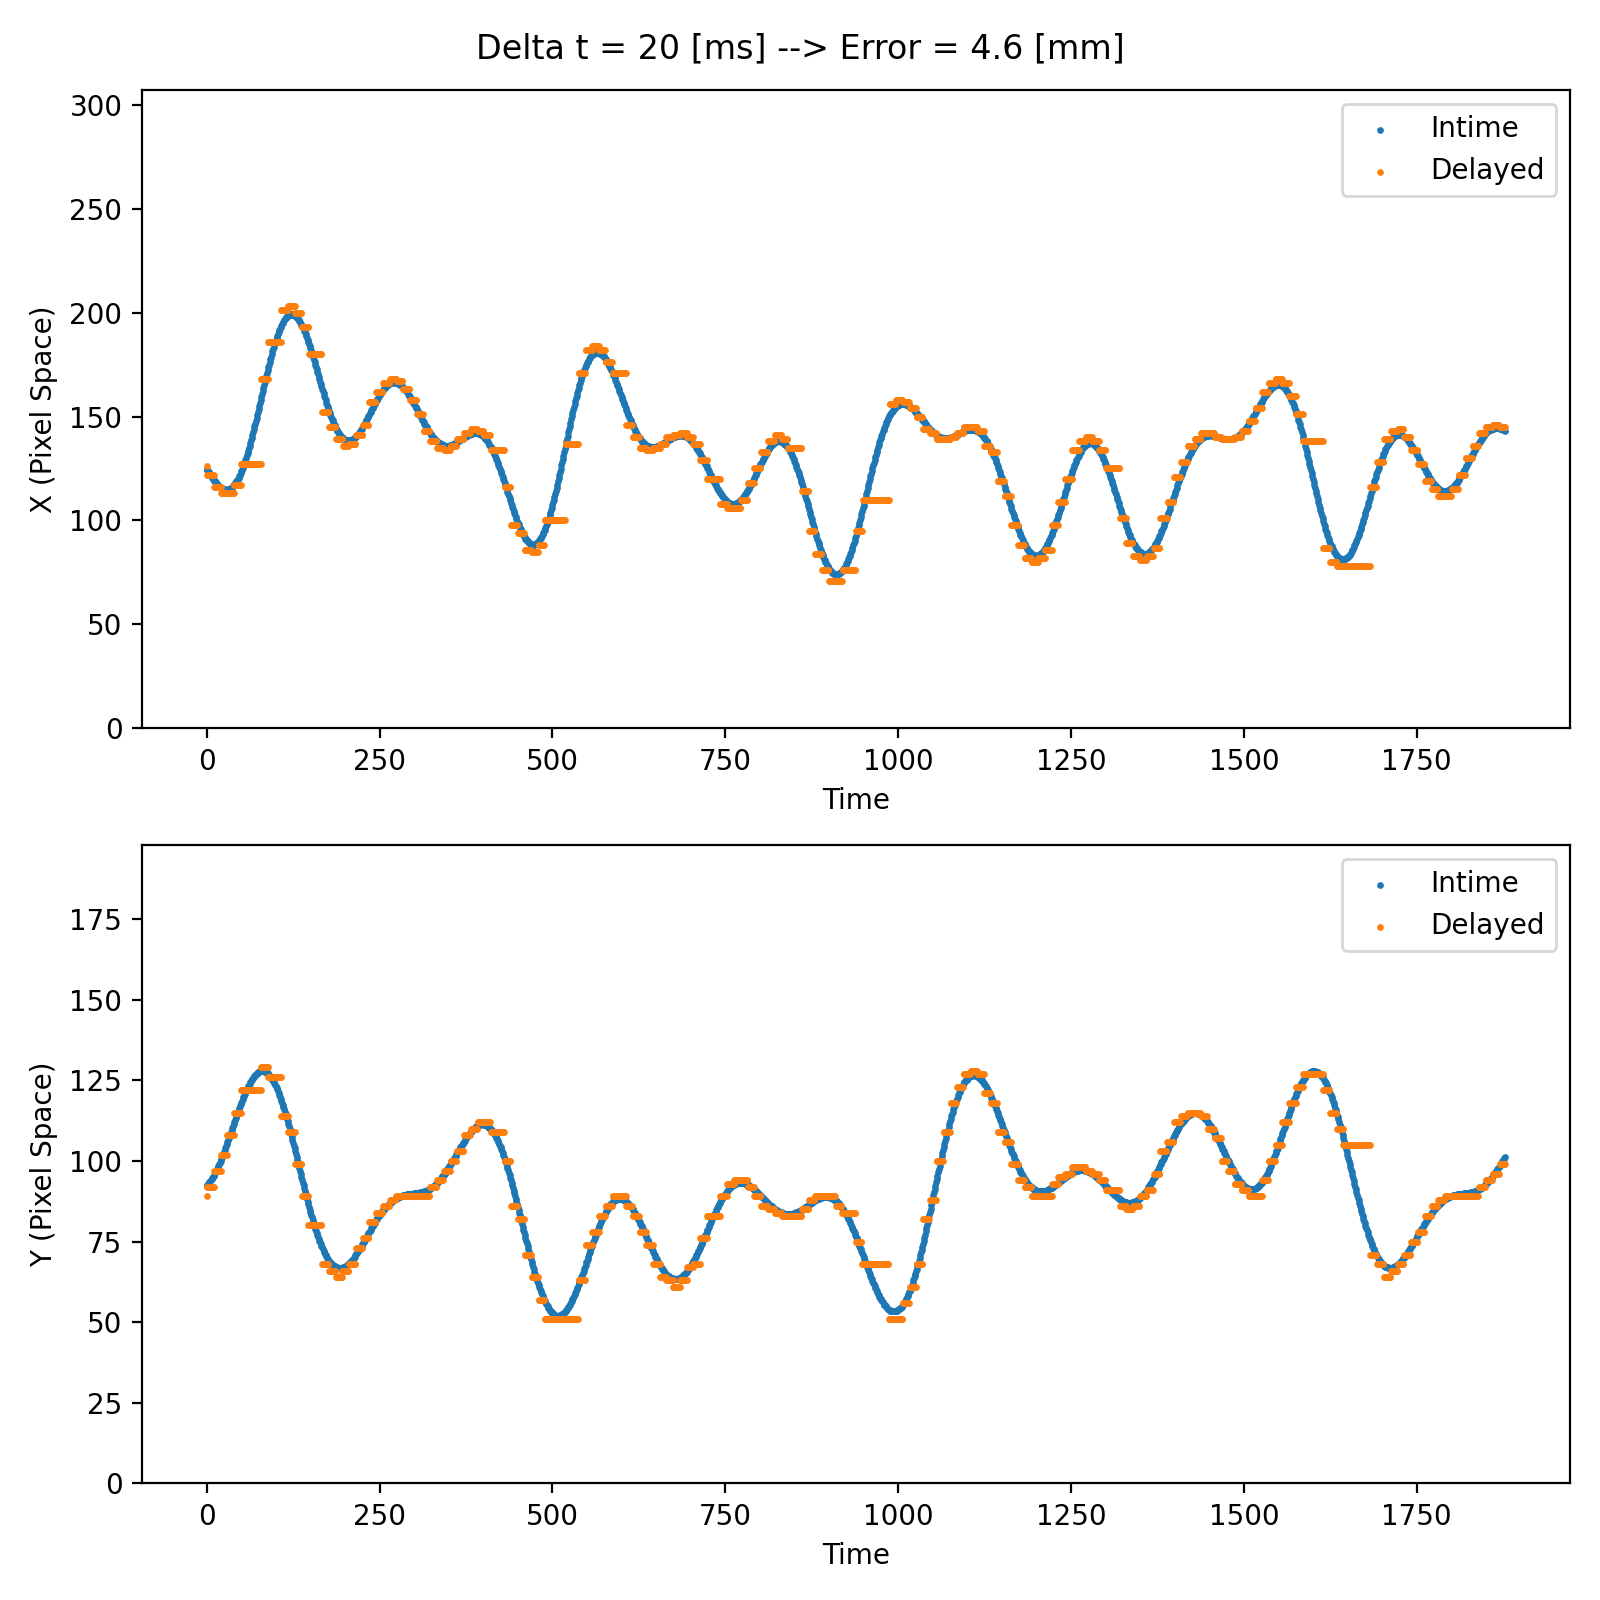 Delta t = 20 [ms] --> Error = 4.6 [mm]
300
250
200
150
100
50
0
X (Pixel Space)
Intime
Delayed
0 250 500 750 1000 1250 1500 1750
Time
175
150
125
100
75
50
25
0
Y (Pixel Space)
Intime
Delayed
0 250 500 750 1000 1250 1500 1750
Time